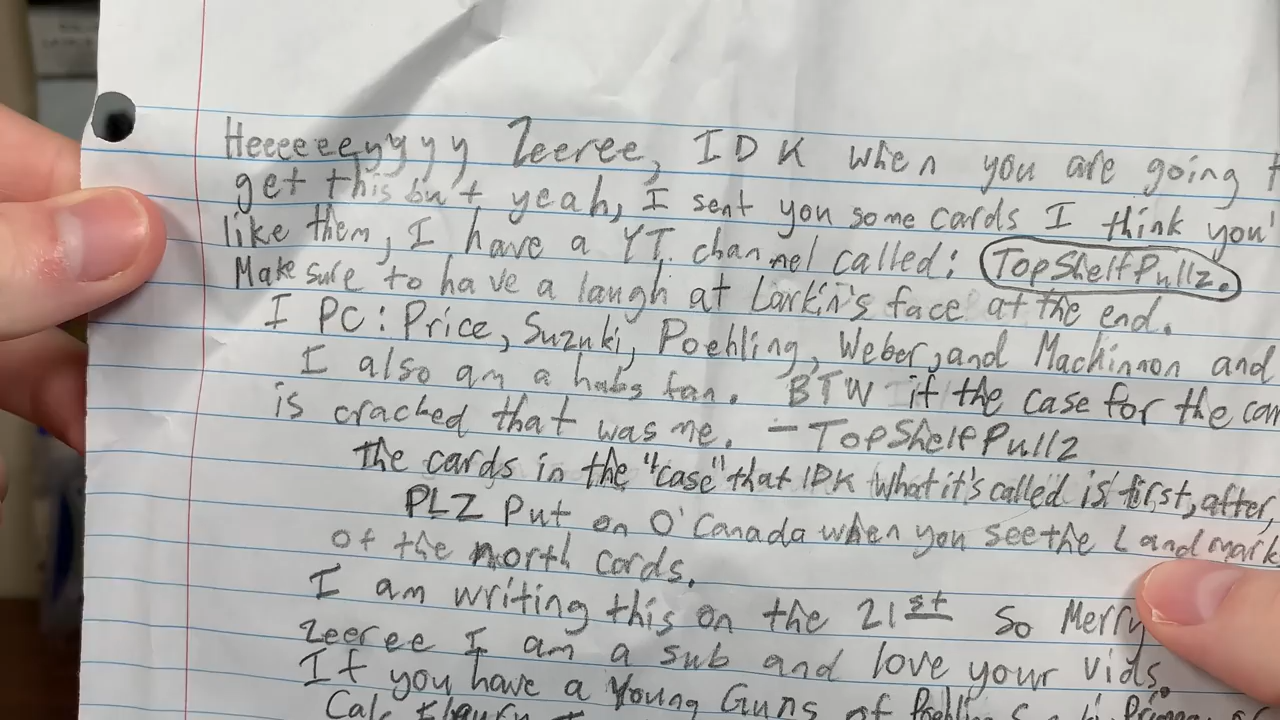 Heeeeeyyyy Zeeree, IDK when you are going
get this but yeah, I sent you some cards I think you'
like them, I have a YT channel called: TopShelfPullz.
Make sure to have a laugh at Larkin's face at the end.
I PC: Price, Suzuki, Poehling, Weber, and Mackinnon and
I also am a habs fan. BTW if the case for the
is cracked that was me. -TopShelfPullz
The cards in the "case" that IDK what it's called is first, after,
PLZ Put on O'Canada when you see the Landmark
of the north cards.
I am writing this on the 21st so Merry
Zeeree I am a sub and love your vids.
If you have a Young Guns of Poehling